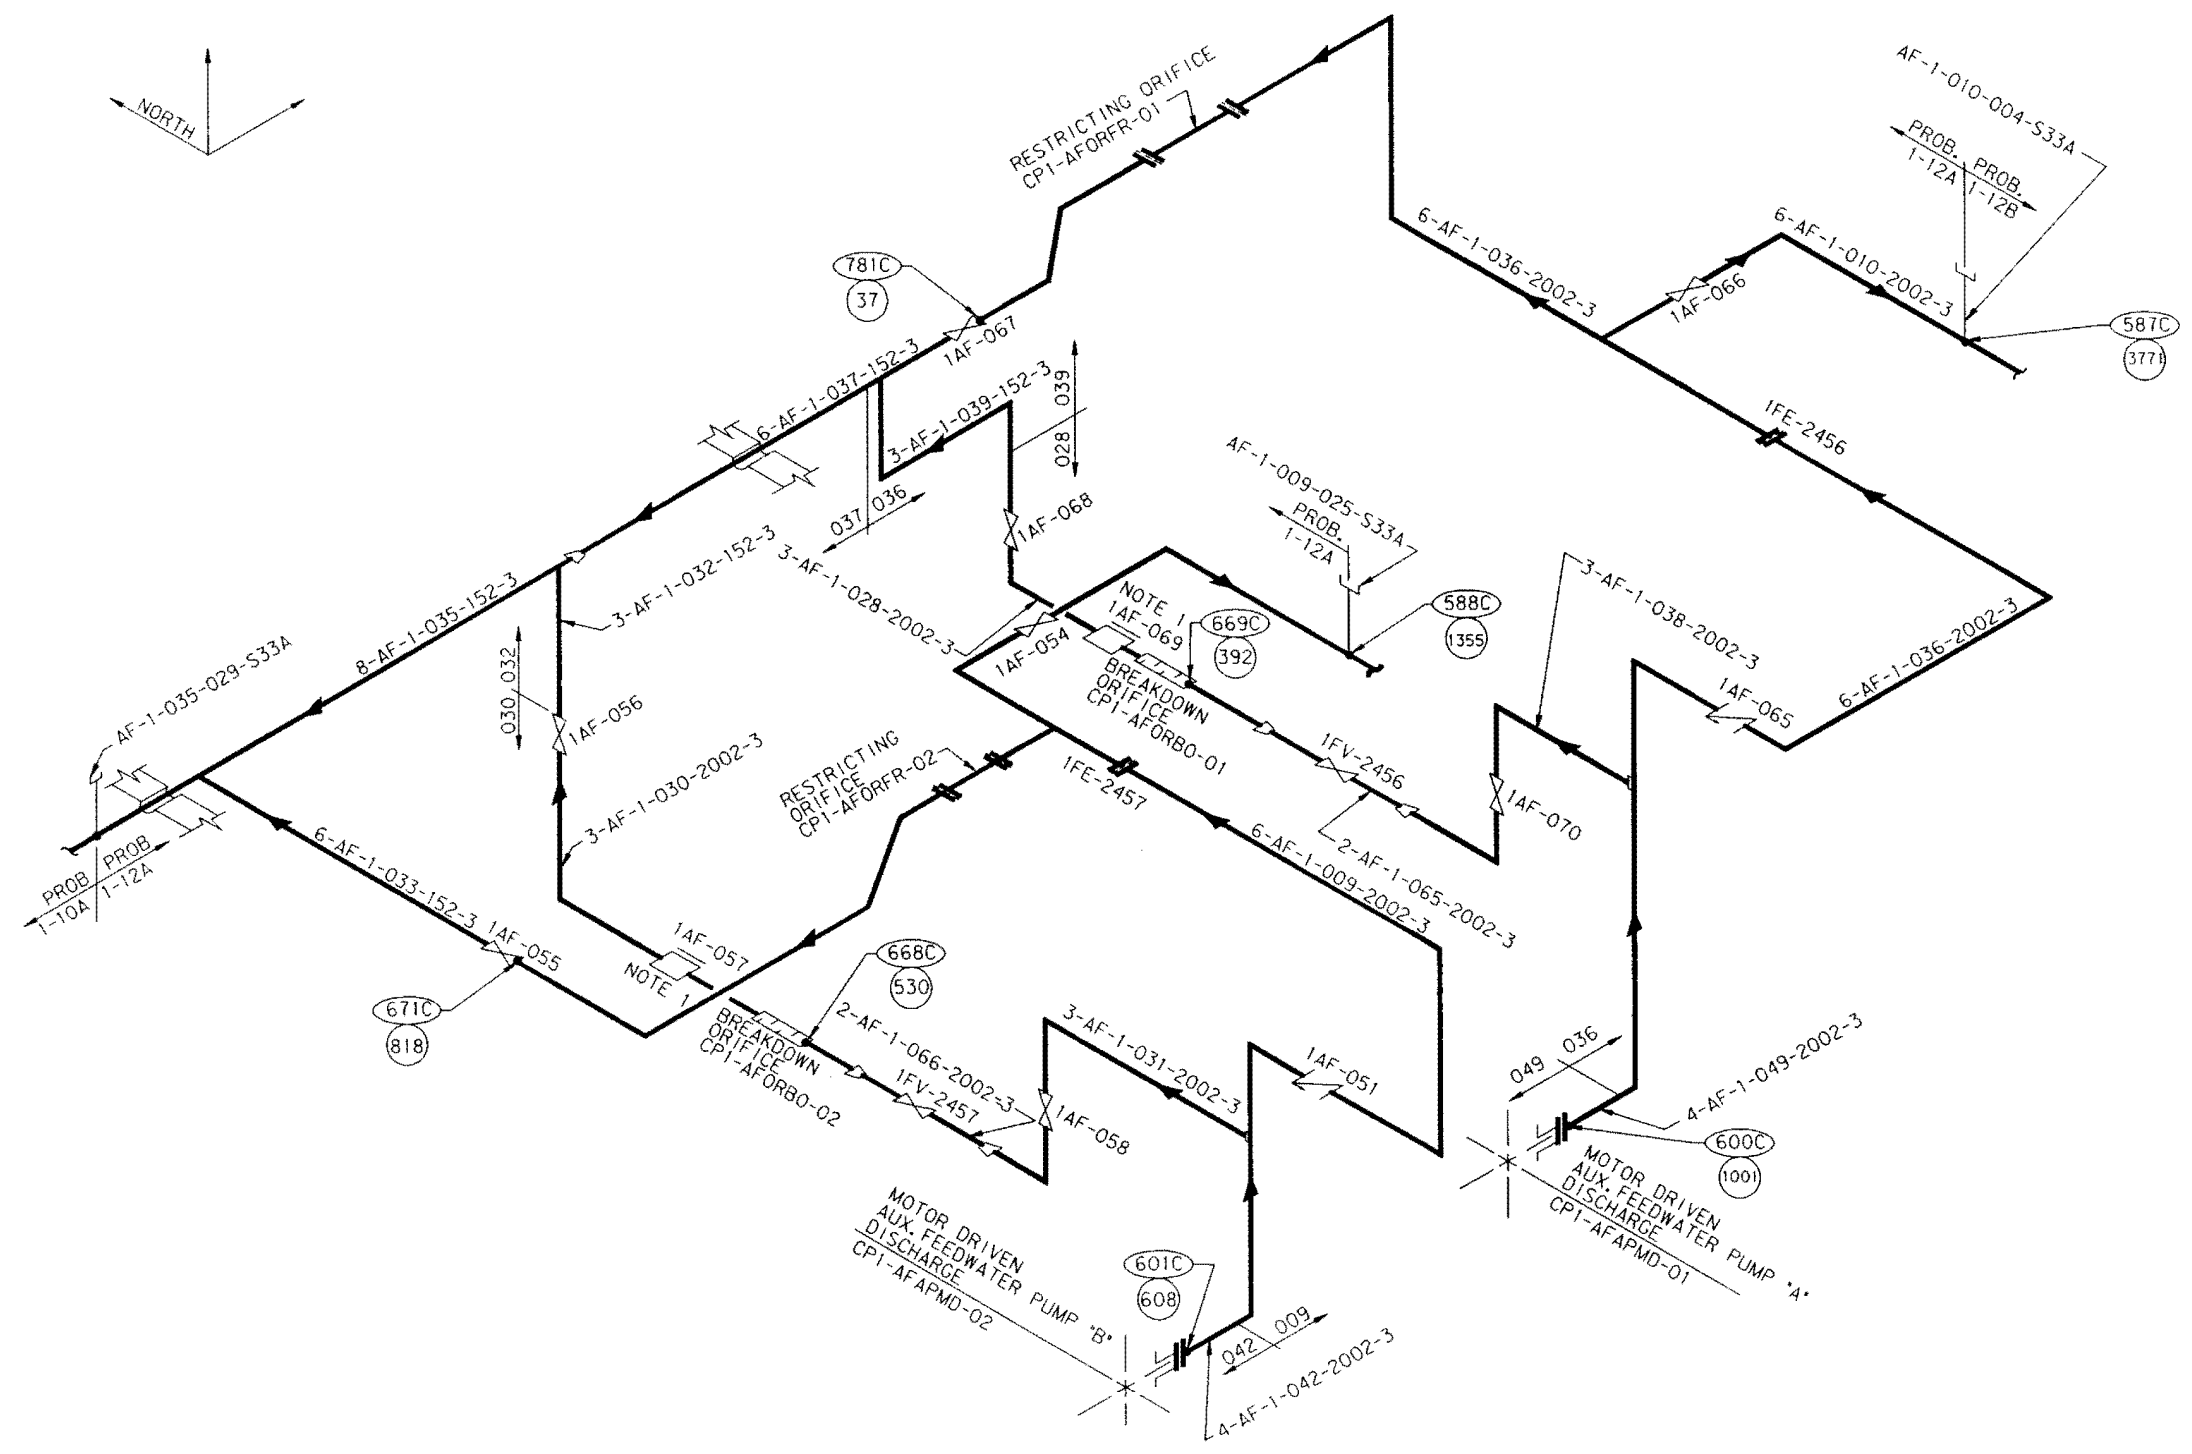 NORTH
RESTRICTING ORIFICE
CP1-AFORFR-01
AF-1-010-004-S33A
PROB.
1-12A
PROB.
1-12B
6-AF-1-036-2002-3
6-AF-1-010-2002-3
1AF-066
587C
3771
781C
37
1AF-067
6-AF-1-037-152-3
3-AF-1-039-152-3
039
028
1FE-2456
AF-1-009-025-S33A
PROB.
1-12A
037
036
1AF-068
3-AF-1-032-152-3
3-AF-1-028-2002-3
8-AF-1-035-152-3
NOTE 1
1AF-069
669C
392
588C
1355
3-AF-1-038-2002-3
1AF-054
6-AF-1-036-2002-3
1AF-065
AF-1-035-029-S33A
032
030
1AF-056
BREAKDOWN
ORIFICE
CP1-AFORBO-01
3-AF-1-030-2002-3
RESTRICTING
ORIFICE
CP1-AFORFR-02
1FE-2457
1FV-2456
1AF-070
2-AF-1-065-2002-3
6-AF-1-009-2002-3
PROB
1-10A
PROB
1-12A
6-AF-1-033-152-3
1AF-055
671C
818
1AF-057
NOTE 1
668C
530
BREAKDOWN
ORIFICE
CP1-AFORBO-02
2-AF-1-066-2002-3
1FV-2457
3-AF-1-031-2002-3
1AF-058
1AF-051
049
036
4-AF-1-049-2002-3
600C
1001
MOTOR DRIVEN
AUX. FEEDWATER PUMP "A"
DISCHARGE
CP1-AFAPMD-01
MOTOR DRIVEN
AUX. FEEDWATER PUMP "B"
DISCHARGE
CP1-AFAPMD-02
601C
608
042
009
4-AF-1-042-2002-3